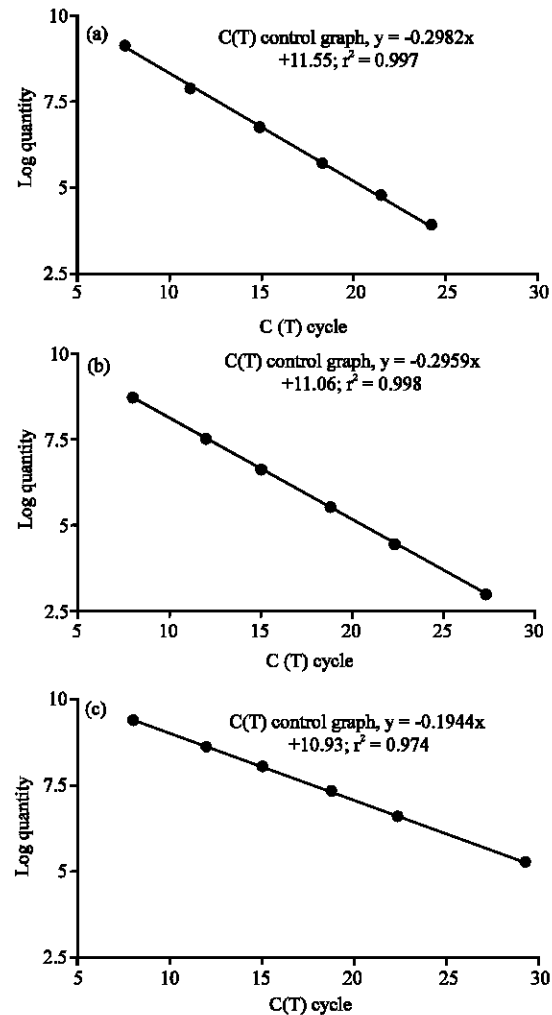 (a)
C(T) control graph, y = -0.2982x
+11.55; r² = 0.997
10
7.5
5
2.5
Log quantity
5 10 15 20 25 30
C (T) cycle
(b)
C(T) control graph, y = -0.2959x
+11.06; r² = 0.998
10
7.5
5
2.5
Log quantity
5 10 15 20 25 30
C (T) cycle
(c)
C(T) control graph, y = -0.1944x
+10.93; r² = 0.974
10
7.5
5
2.5
Log quantity
5 10 15 20 25 30
C(T) cycle